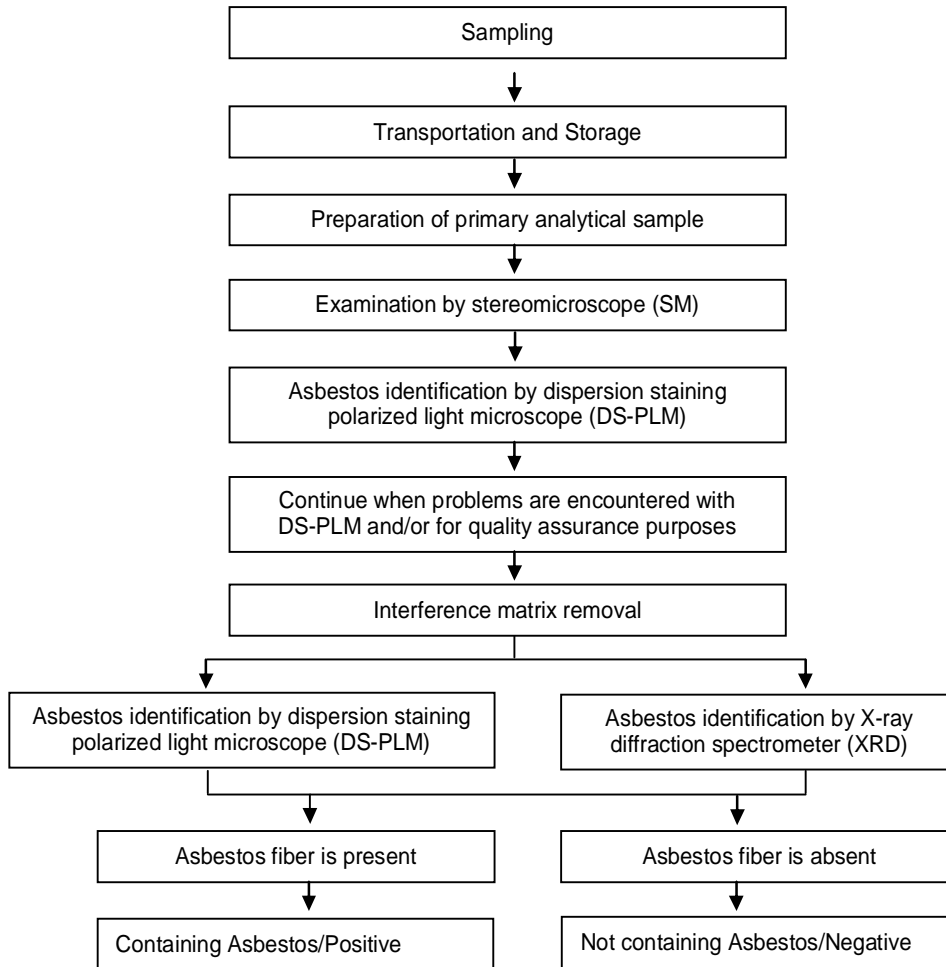 Sampling
Transportation and Storage
Preparation of primary analytical sample
Examination by stereomicroscope (SM)
Asbestos identification by dispersion staining
polarized light microscope (DS-PLM)
Continue when problems are encountered with
DS-PLM and/or for quality assurance purposes
Interference matrix removal
Asbestos identification by dispersion staining
polarized light microscope (DS-PLM)
Asbestos identification by X-ray
diffraction spectrometer (XRD)
Asbestos fiber is present
Asbestos fiber is absent
Containing Asbestos/Positive
Not containing Asbestos/Negative